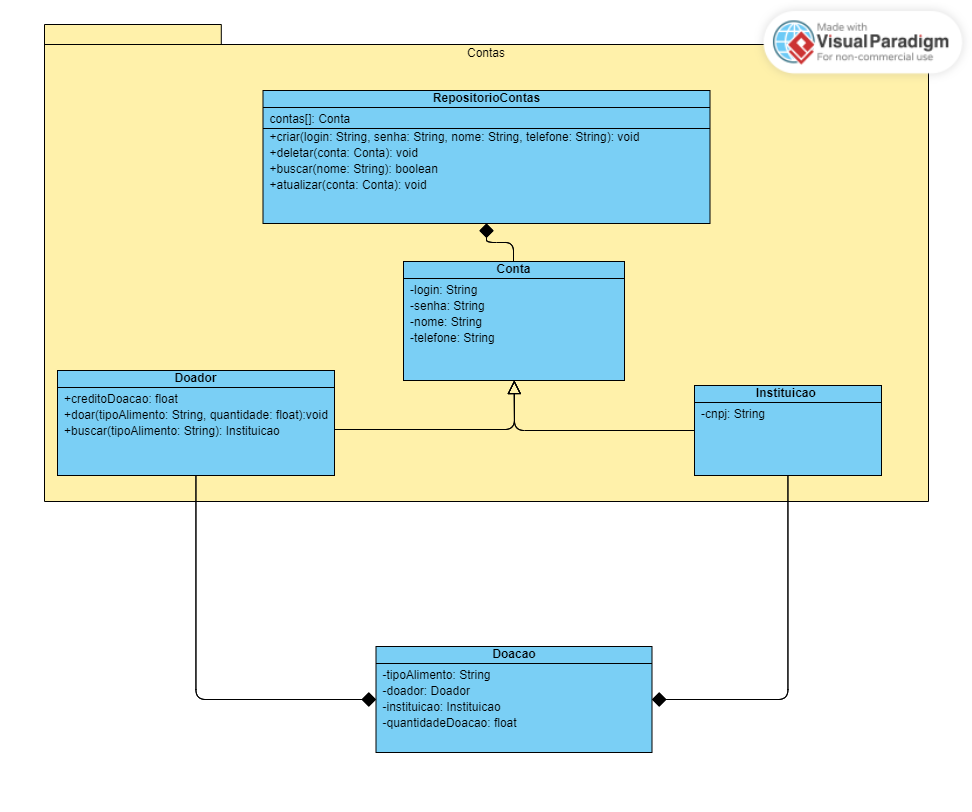 Made with
Visual Paradigm
For non-commercial use
Contas
RepositorioContas
contas[]: Conta
+criar(login: String, senha: String, nome: String, telefone: String): void
+deletar(conta: Conta): void
+buscar(nome: String): boolean
+atualizar(conta: Conta): void
Conta
-login: String
-senha: String
-nome: String
-telefone: String
Doador
+creditoDoacao: float
+doar(tipoAlimento: String, quantidade: float):void
+buscar(tipoAlimento: String): Instituicao
Instituicao
-cnpj: String
Doacao
-tipoAlimento: String
-doador: Doador
-instituicao: Instituicao
-quantidadeDoacao: float